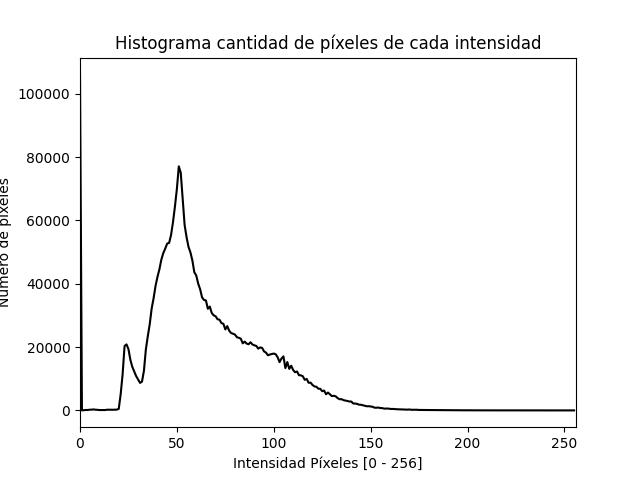 Histograma cantidad de píxeles de cada intensidad
Número de píxeles
100000
80000
60000
40000
20000
0
0 50 100 150 200 250
Intensidad Píxeles [0 - 256]